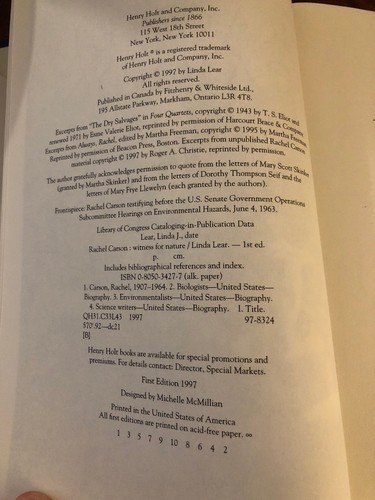 Henry Holt and Company, Inc.
Publishers since 1866
115 West 18th Street
New York, New York 10011
Henry Holt ® is a registered trademark
of Henry Holt and Company, Inc.
Copyright © 1997 by Linda Lear
All rights reserved.
Published in Canada by Fitzhenry & Whiteside Ltd.,
195 Allstate Parkway, Markham, Ontario L3R 4T8.
Excerpts from "The Dry Salvages" in Four Quartets, copyright © 1943 by T. S. Eliot and
renewed 1971 by Esme Valerie Eliot, reprinted by permission of Harcourt Brace & Company.
Excerpts from Always, Rachel, edited by Martha Freeman, copyright © 1995 by Martha Freeman.
Reprinted by permission of Beacon Press, Boston. Excerpts from unpublished Rachel Carson
material copyright © 1997 by Roger A. Christie, reprinted by permission.
The author gratefully acknowledges permission to quote from the letters of Mary Scott Skinker
(granted by Martha Skinker) and from the letters of Dorothy Thompson Seif and the
letters of Mary Frye Llewelyn (each granted by the authors).
Frontispiece: Rachel Carson testifying before the U.S. Senate Government Operations
Subcommittee Hearings on Environmental Hazards, June 4, 1963.
Library of Congress Cataloging-in-Publication Data
Lear, Linda J., date
Rachel Carson : witness for nature / Linda Lear. — 1st ed.
p. cm.
Includes bibliographical references and index.
ISBN 0-8050-3427-7 (alk. paper)
1. Carson, Rachel, 1907–1964. 2. Biologists—United States—
Biography. 3. Environmentalists—United States—Biography.
4. Science writers—United States—Biography. I. Title.
QH31.C33L43 1997
97-8324
570'.92—dc21
[B]
Henry Holt books are available for special promotions and
premiums. For details contact: Director, Special Markets.
First Edition 1997
Designed by Michelle McMillian
Printed in the United States of America
All first editions are printed on acid-free paper. ∞
1 3 5 7 9 10 8 6 4 2